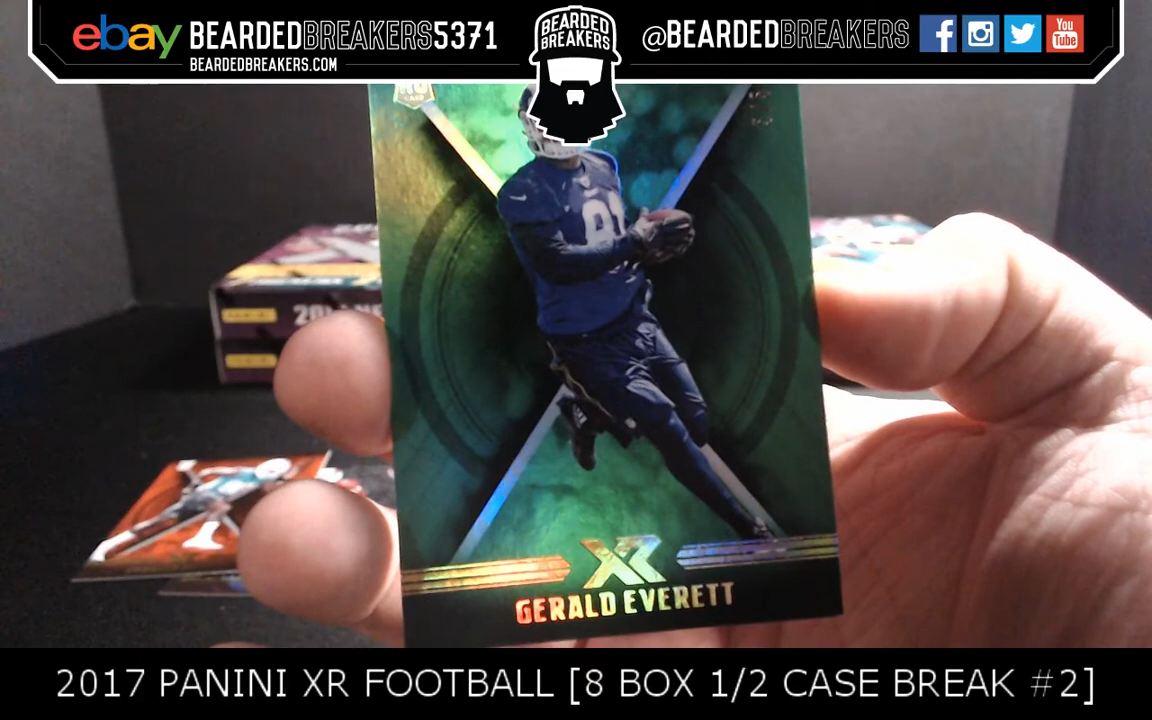 ebay BEARDEDBREAKERS5371
BEARDEDBREAKERS.COM
BEARDED
BREAKERS
@BEARDEDBREAKERS
You
Tube
81
XR
GERALD EVERETT
2017 PANINI XR FOOTBALL [8 BOX 1/2 CASE BREAK #2]